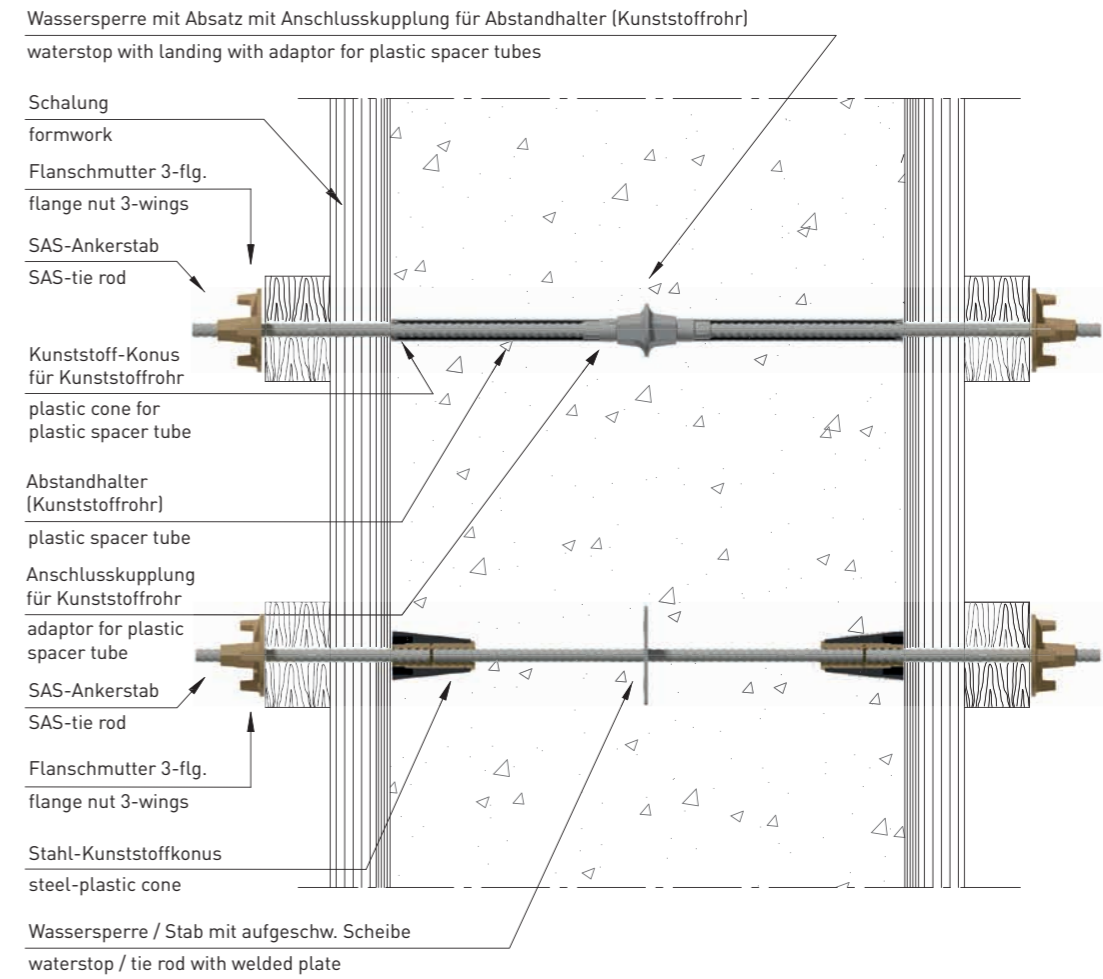 Wassersperre mit Absatz mit Anschlusskupplung für Abstandhalter (Kunststoffrohr)
waterstop with landing with adaptor for plastic spacer tubes
Schalung
formwork
Flanschmutter 3-flg.
flange nut 3-wings
SAS-Ankerstab
SAS-tie rod
Kunststoff-Konus
für Kunststoffrohr
plastic cone for
plastic spacer tube
Abstandhalter
(Kunststoffrohr)
plastic spacer tube
Anschlusskupplung
für Kunststoffrohr
adaptor for plastic
spacer tube
SAS-Ankerstab
SAS-tie rod
Flanschmutter 3-flg.
flange nut 3-wings
Stahl-Kunststoffkonus
steel-plastic cone
Wassersperre / Stab mit aufgeschw. Scheibe
waterstop / tie rod with welded plate